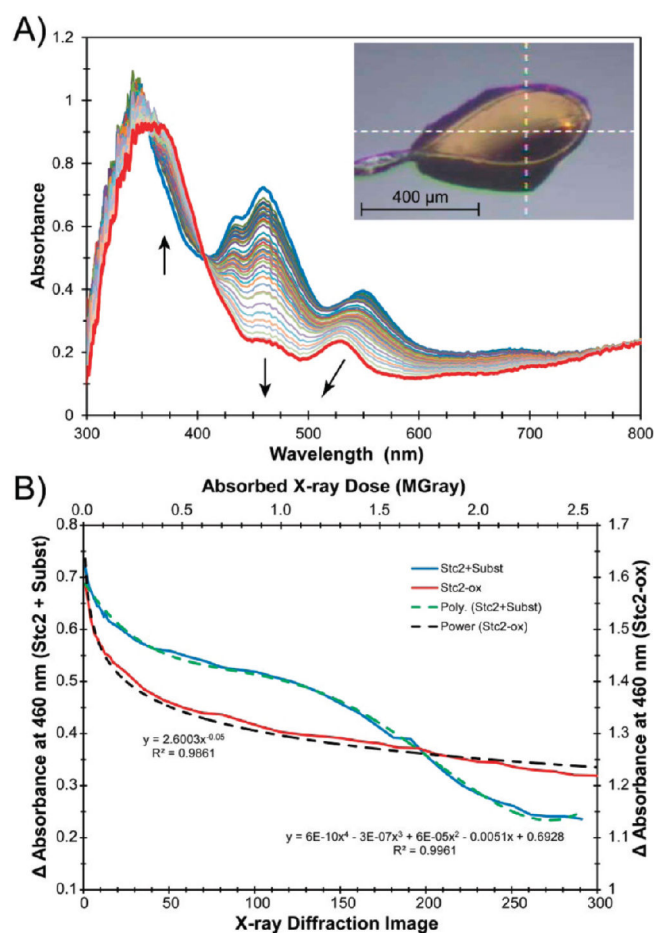 A)
1.2
1
0.8
0.6
0.4
0.2
0
Absorbance
400 µm
300 400 500 600 700 800
Wavelength (nm)
B)
Absorbed X-ray Dose (MGray)
0.0 0.5 1.0 1.5 2.0 2.5
0.8
0.7
0.6
0.5
0.4
0.3
0.2
0.1
Δ Absorbance at 460 nm (Stc2 + Subst)
Stc2+Subst
Stc2-ox
Poly. (Stc2+Subst)
Power (Stc2-ox)
y = 2.6003x^-0.05
R² = 0.9861
y = 6E-10x⁴ - 3E-07x³ + 6E-05x² - 0.0051x + 0.6928
R² = 0.9961
1.7
1.6
1.5
1.4
1.3
1.2
1.1
1
Δ Absorbance at 460 nm (Stc2-ox)
0 50 100 150 200 250 300
X-ray Diffraction Image